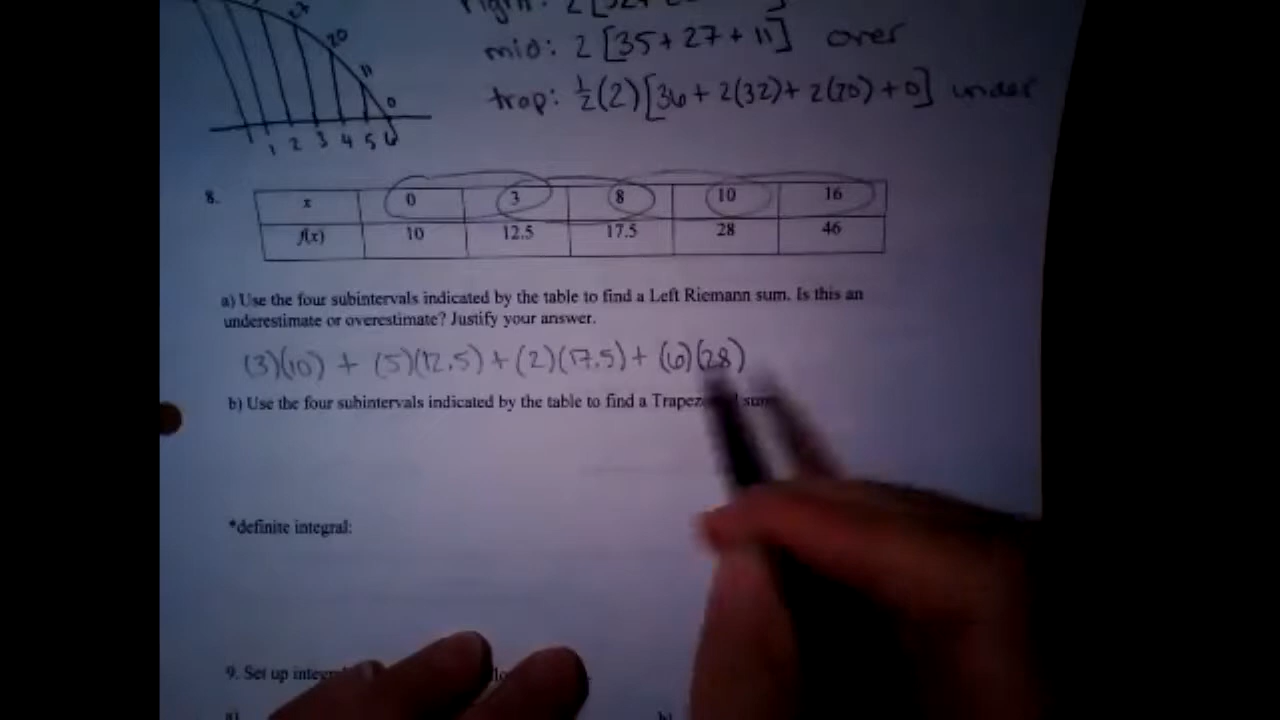 2
mid: 2 [35 + 27 + 11] over
trap: ½(2)[36 + 2(32) + 2(20) + 0] under
27
20
11
0
1 2 3 4 5 6
8.
x 0 3 8 10 16
f(x) 10 12.5 17.5 28 46
a) Use the four subintervals indicated by the table to find a Left Riemann sum. Is this an
underestimate or overestimate? Justify your answer.
(3)(10) + (5)(12.5) + (2)(17.5) + (6)(28)
b) Use the four subintervals indicated by the table to find a
*definite integral:
9. Set up